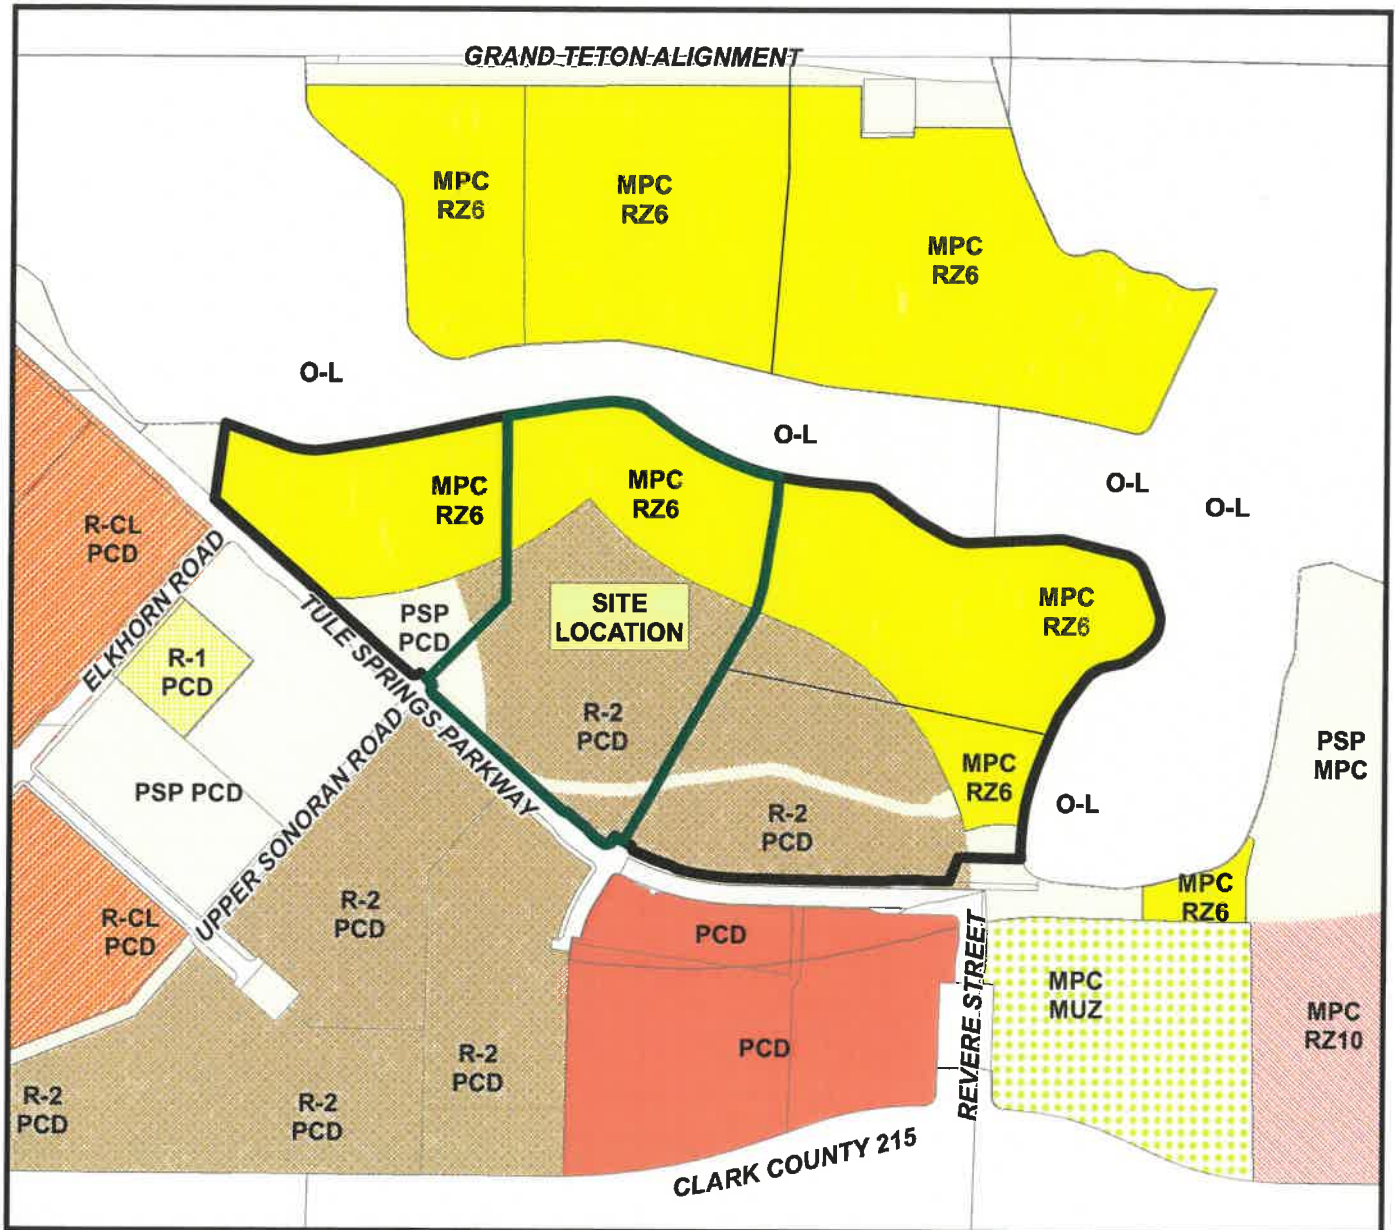 GRAND TETON ALIGNMENT
MPC
RZ6
MPC
RZ6
MPC
RZ6
O-L
O-L
O-L
O-L
MPC
RZ6
MPC
RZ6
R-CL
PCD
ELKHORN ROAD
TULE SPRINGS PARKWAY
PSP
PCD
SITE
LOCATION
MPC
RZ6
R-1
PCD
R-2
PCD
PSP
MPC
PSP PCD
UPPER SONORAN ROAD
MPC
RZ6
O-L
R-2
PCD
R-2
PCD
R-CL
PCD
PCD
MPC
RZ6
REVERE STREET
MPC
MUZ
MPC
RZ10
PCD
R-2
PCD
R-2
PCD
R-2
PCD
CLARK COUNTY 215